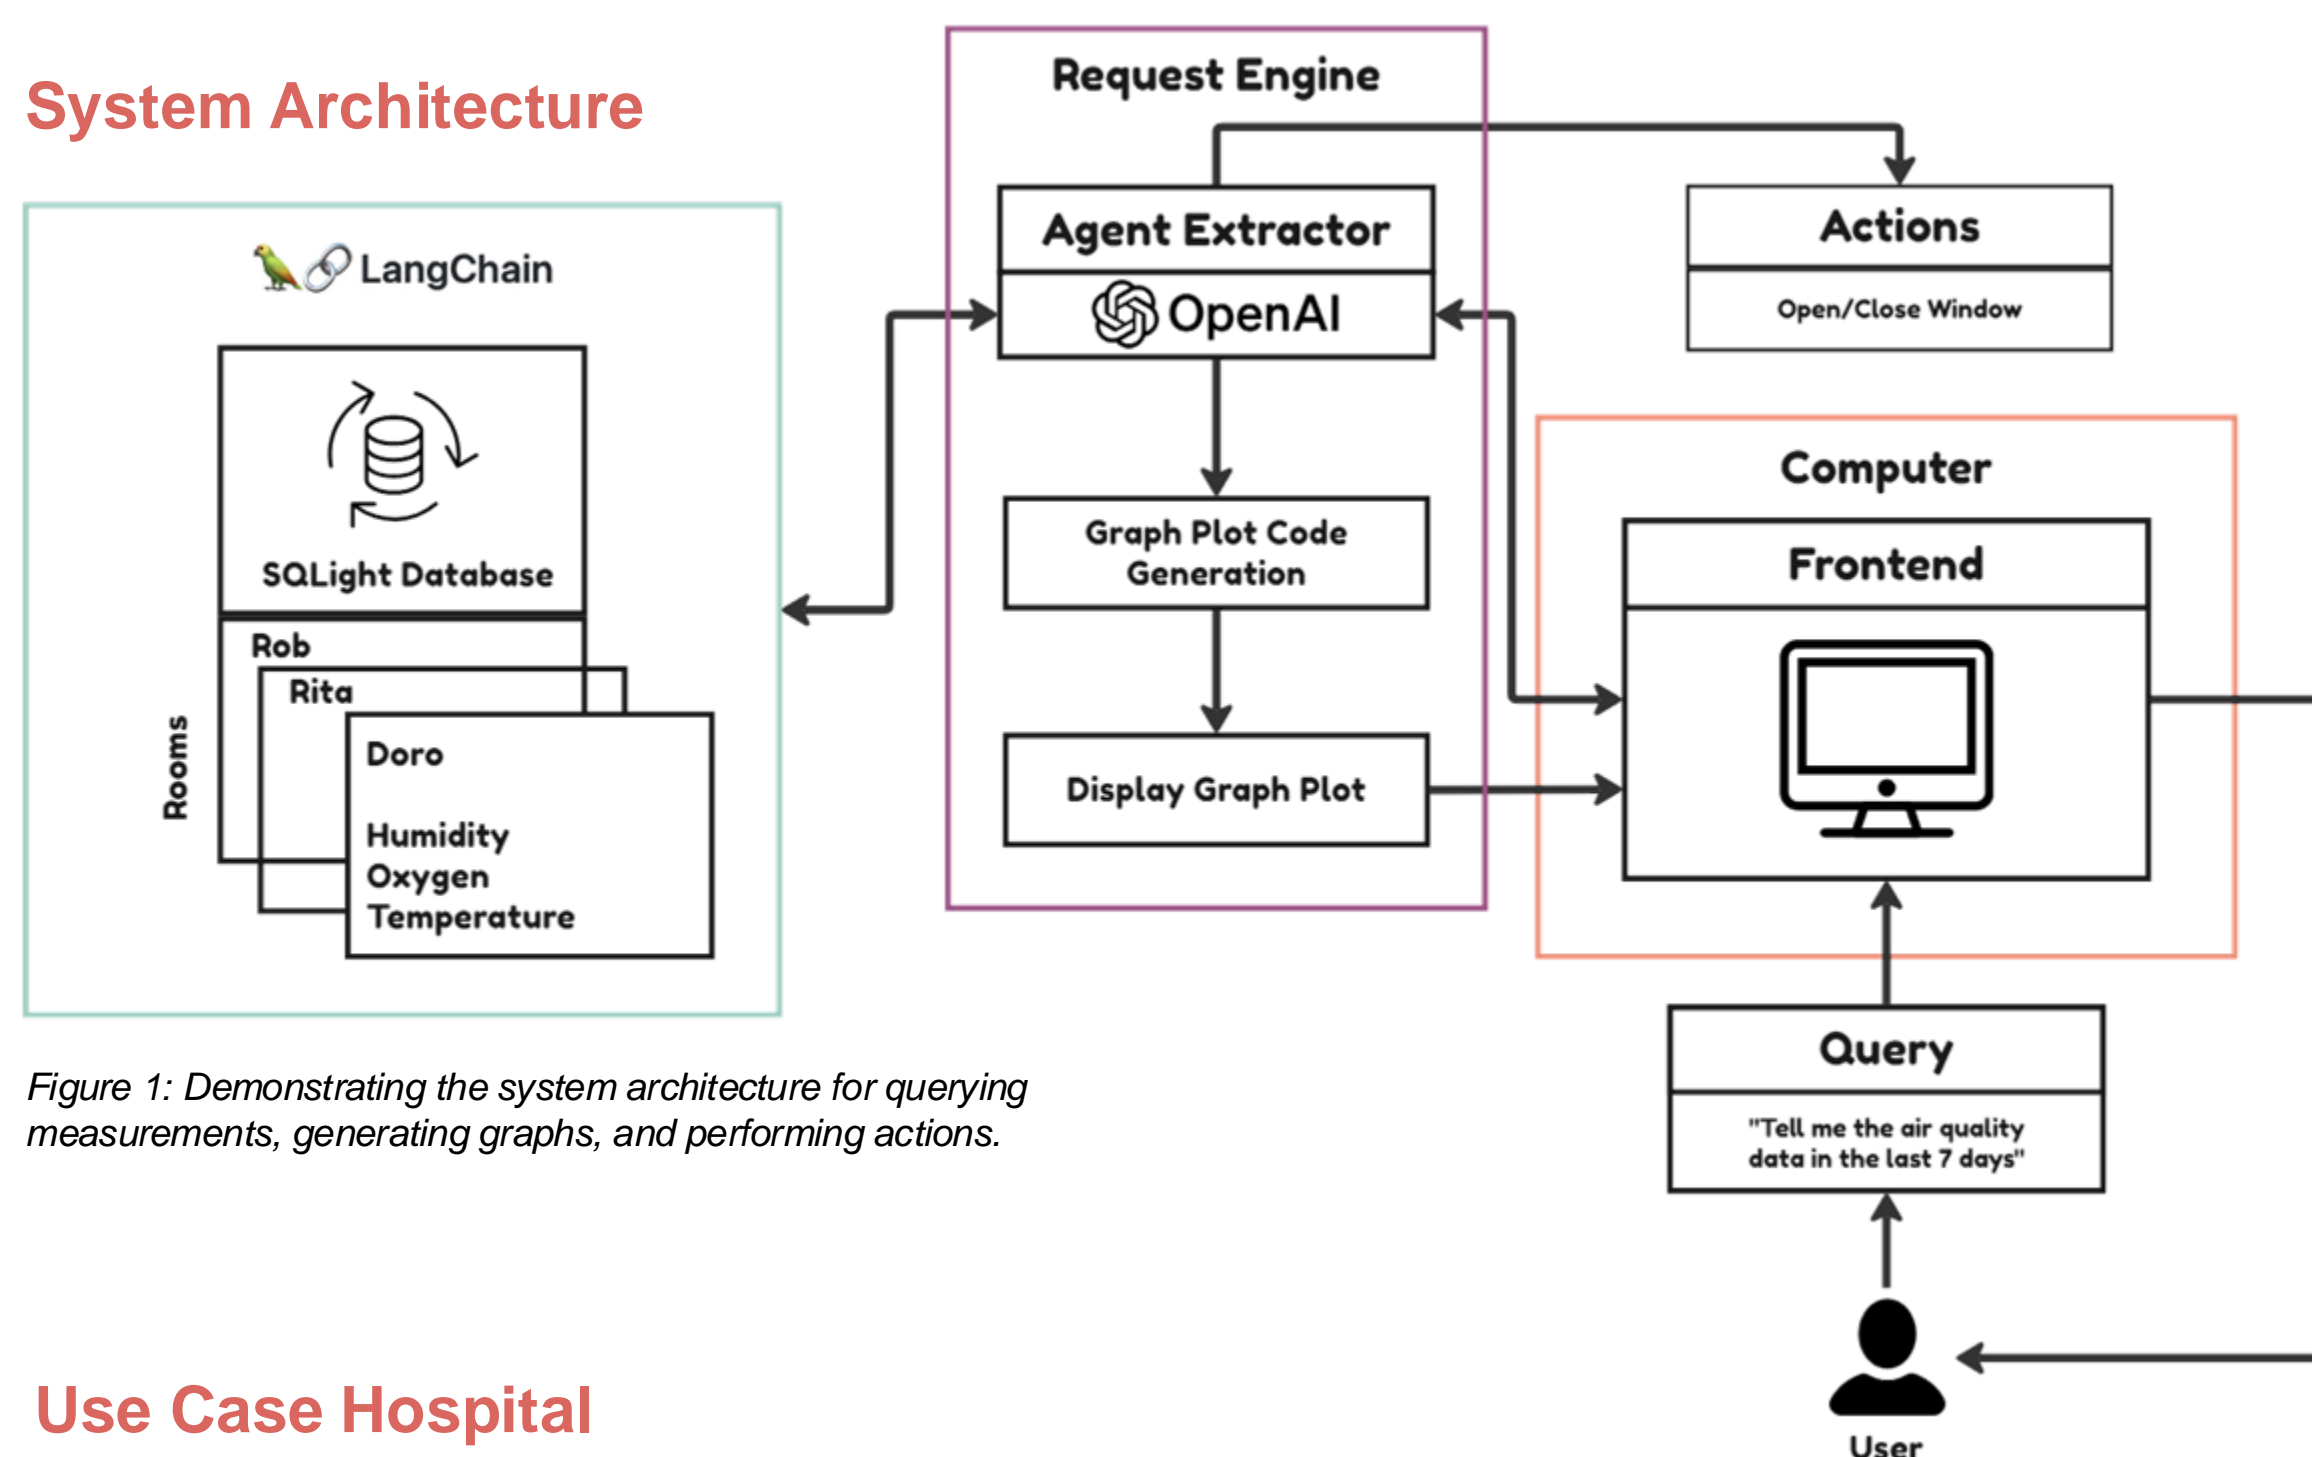 System Architecture
LangChain
SQLight Database
Rooms
Rob
Rita
Doro
Humidity
Oxygen
Temperature
Request Engine
Agent Extractor
OpenAI
Graph Plot Code
Generation
Display Graph Plot
Actions
Open/Close Window
Computer
Frontend
Query
"Tell me the air quality
data in the last 7 days"
User
Figure 1: Demonstrating the system architecture for querying
measurements, generating graphs, and performing actions.
Use Case Hospital